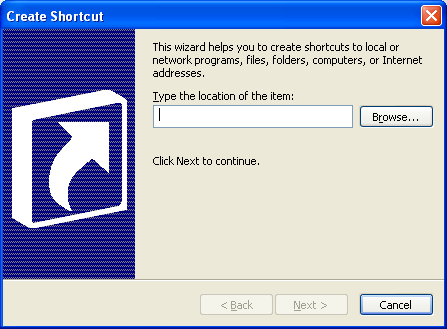 Create Shortcut
This wizard helps you to create shortcuts to local or
network programs, files, folders, computers, or Internet
addresses.
Type the location of the item:
Browse...
Click Next to continue.
< Back
Next >
Cancel